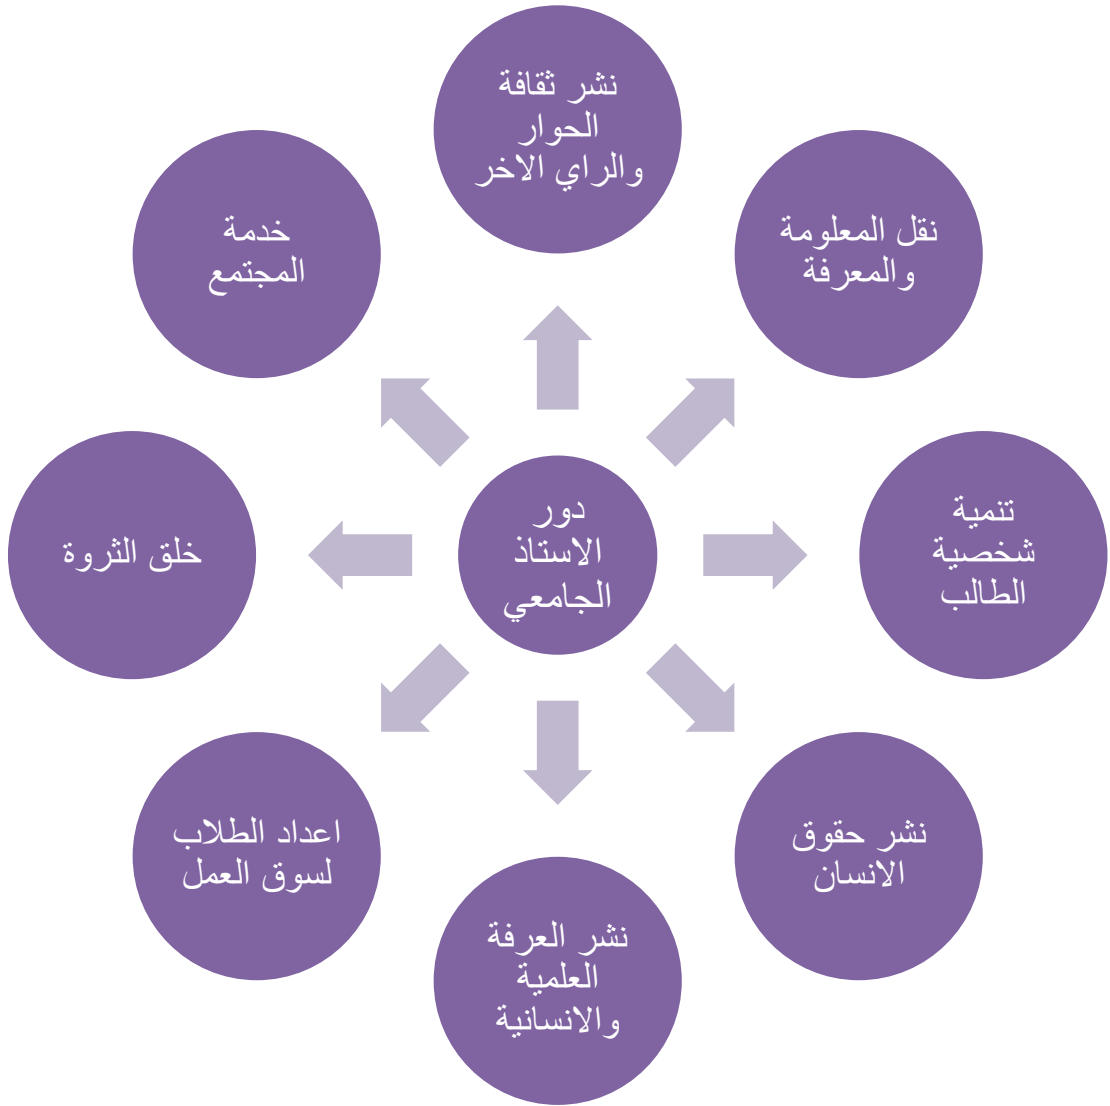 نشر ثقافة
الحوار
والراي الاخر
نقل المعلومة
والمعرفة
تنمية
شخصية
الطالب
نشر حقوق
الانسان
نشر العرفة
العلمية
والانسانية
اعداد الطلاب
لسوق العمل
خلق الثروة
خدمة
المجتمع
دور
الاستاذ
الجامعي